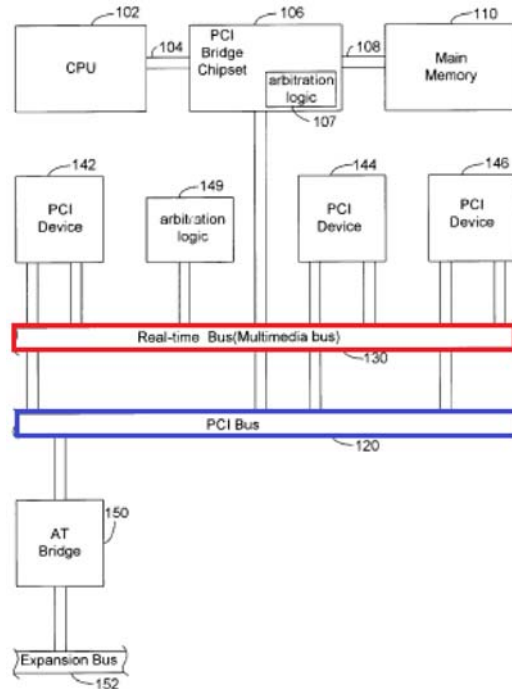 102
106
110
CPU
104
PCI
Bridge
Chipset
arbitration
logic
107
108
Main
Memory
142
149
144
146
PCI
Device
arbitration
logic
PCI
Device
PCI
Device
Real-time Bus(Multimedia bus)
130
PCI Bus
120
150
AT
Bridge
Expansion Bus
152